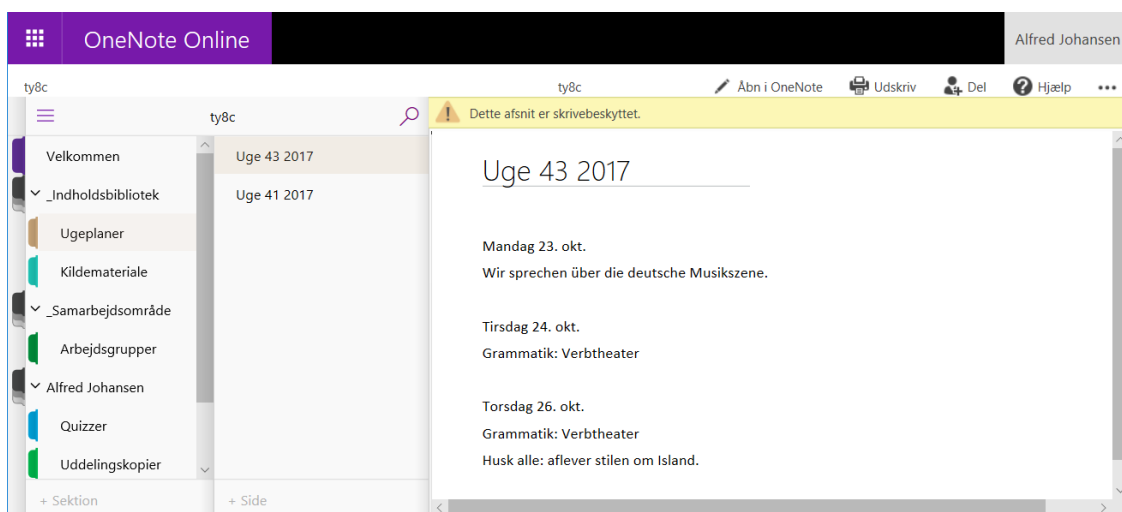 OneNote Online
Alfred Johansen
ty8c
ty8c
Åbn i OneNote
Udskriv
Del
Hjælp
ty8c
Dette afsnit er skrivebeskyttet.
Velkommen
_Indholdsbibliotek
Ugeplaner
Kildemateriale
_Samarbejdsområde
Arbejdsgrupper
Alfred Johansen
Quizzer
Uddelingskopier
+ Sektion
Uge 43 2017
Uge 41 2017
+ Side
Uge 43 2017
Mandag 23. okt.
Wir sprechen über die deutsche Musikszene.
Tirsdag 24. okt.
Grammatik: Verbtheater
Torsdag 26. okt.
Grammatik: Verbtheater
Husk alle: aflever stilen om Island.